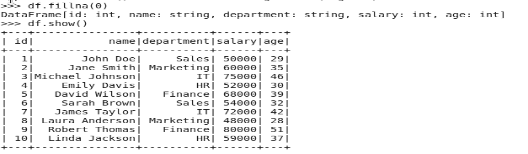 >>> df.fillna(0)
DataFrame[id: int, name: string, department: string, salary: int, age: int]
>>> df.show()
+---+---------------+----------+------+---+
| id|           name|department|salary|age|
+---+---------------+----------+------+---+
|  1|       John Doe|     Sales| 50000| 29|
|  2|     Jane Smith| Marketing| 60000| 35|
|  3|Michael Johnson|        IT| 75000| 46|
|  4|    Emily Davis|        HR| 52000| 30|
|  5|   David Wilson|   Finance| 68000| 39|
|  6|    Sarah Brown|     Sales| 54000| 32|
|  7|   James Taylor|        IT| 72000| 42|
|  8| Laura Anderson| Marketing| 48000| 28|
|  9|  Robert Thomas|   Finance| 80000| 51|
| 10|  Linda Jackson|        HR| 59000| 37|
+---+---------------+----------+------+---+